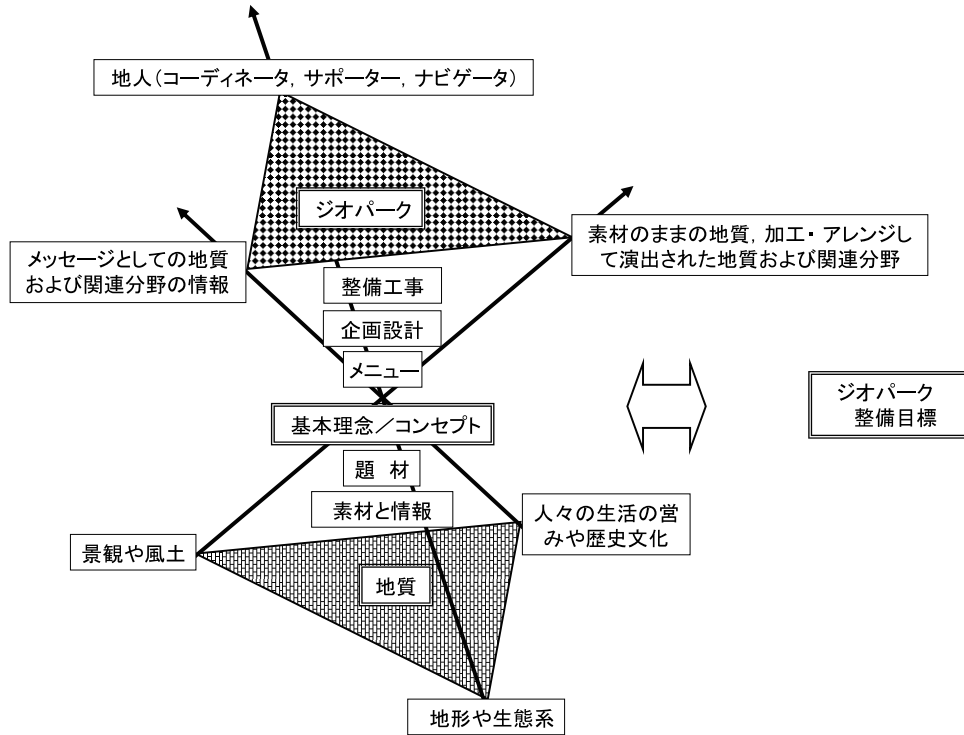 地人(コーディネータ，サポーター，ナビゲータ)
ジオパーク
メッセージとしての地質
および関連分野の情報
素材のままの地質，加工・アレンジし
て演出された地質および関連分野
整備工事
企画設計
メニュー
基本理念／コンセプト
ジオパーク
整備目標
題　材
素材と情報
人々の生活の営
みや歴史文化
景観や風土
地質
地形や生態系